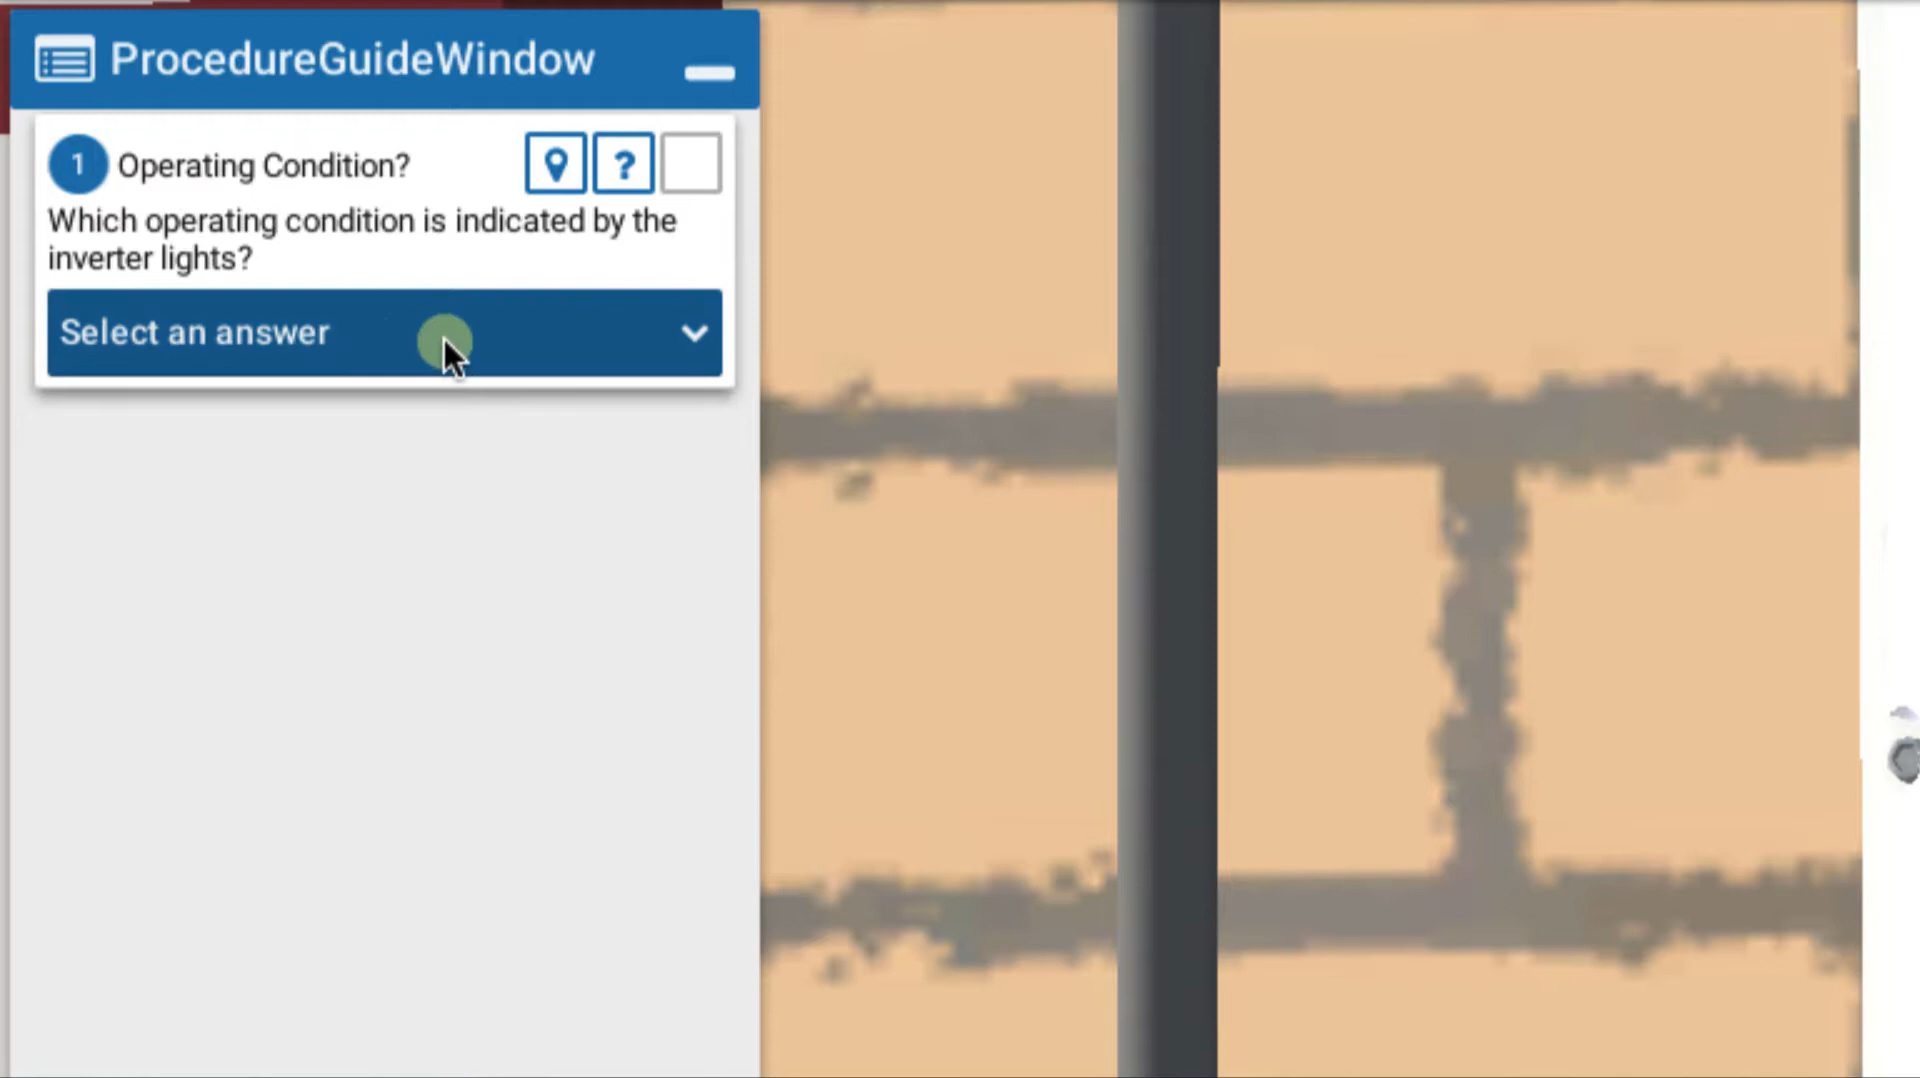 ProcedureGuideWindow
1 Operating Condition? ?
Which operating condition is indicated by the
inverter lights?
Select an answer